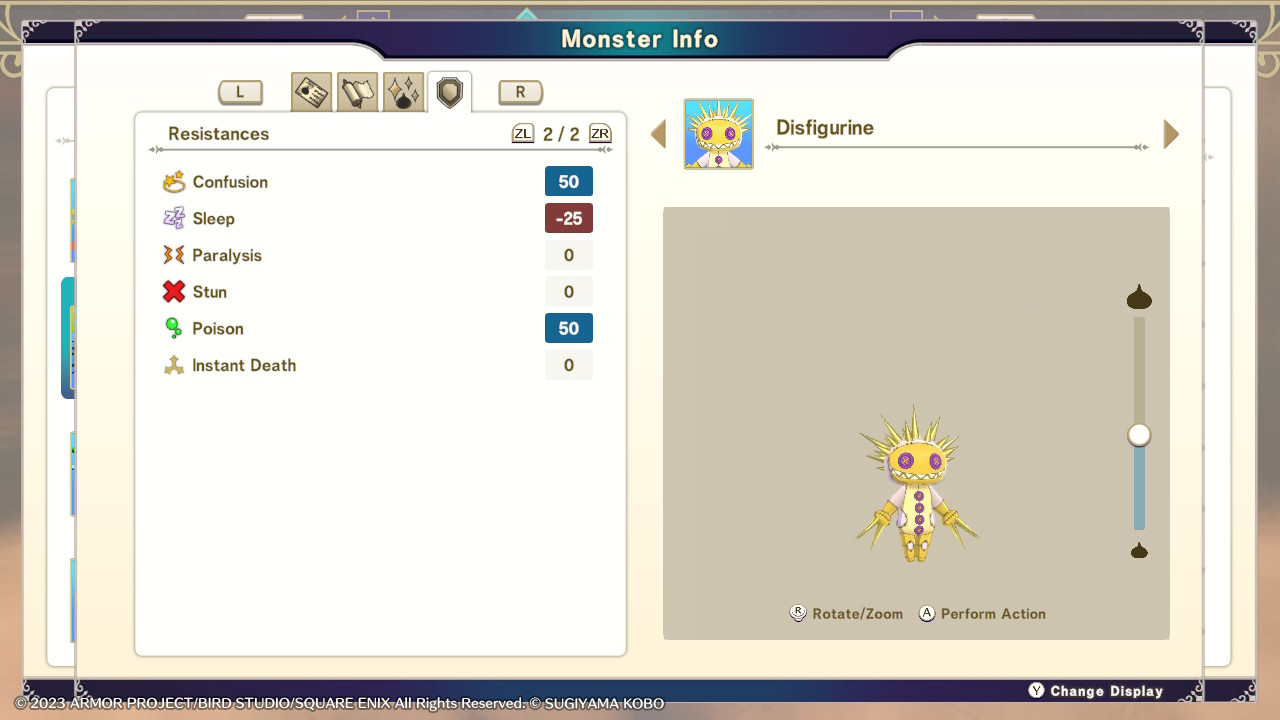 Monster Info
L
R
Resistances
ZL 2 / 2 ZR
Disfigurine
Confusion 50
Sleep -25
Paralysis 0
Stun 0
Poison 50
Instant Death 0
R Rotate/Zoom A Perform Action
Y Change Display
© 2023 ARMOR PROJECT/BIRD STUDIO/SQUARE ENIX All Rights Reserved. © SUGIYAMA KOBO